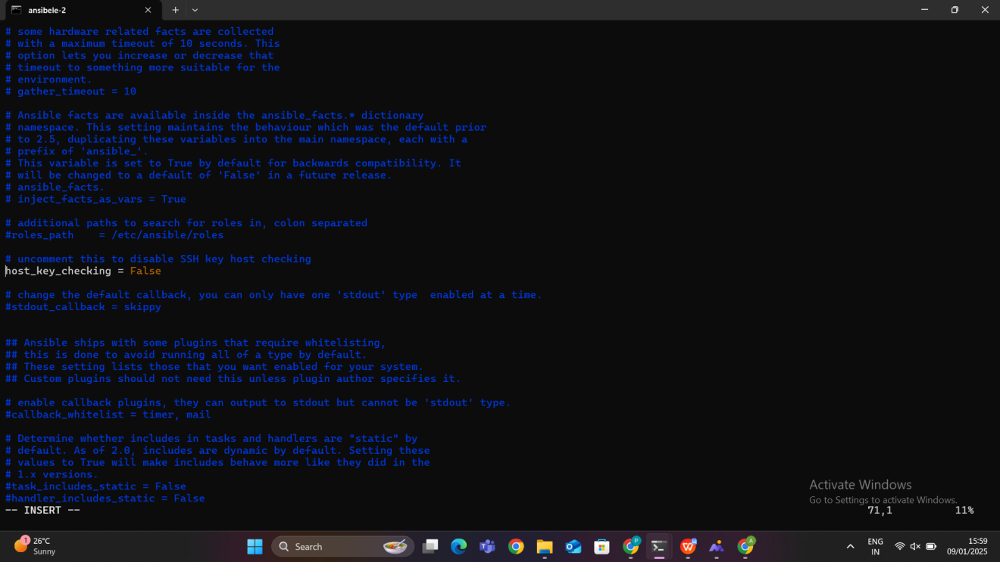 ansibele-2
# some hardware related facts are collected
# with a maximum timeout of 10 seconds. This
# option lets you increase or decrease that
# timeout to something more suitable for the
# environment.
# gather_timeout = 10
# Ansible facts are available inside the ansible_facts.* dictionary
# namespace. This setting maintains the behaviour which was the default prior
# to 2.5, duplicating these variables into the main namespace, each with a
# prefix of 'ansible_'.
# This variable is set to True by default for backwards compatibility. It
# will be changed to a default of 'False' in a future release.
# ansible_facts.
# inject_facts_as_vars = True
# additional paths to search for roles in, colon separated
#roles_path    = /etc/ansible/roles
# uncomment this to disable SSH key host checking
host_key_checking = False
# change the default callback, you can only have one 'stdout' type  enabled at a time.
#stdout_callback = skippy
## Ansible ships with some plugins that require whitelisting,
## this is done to avoid running all of a type by default.
## These setting lists those that you want enabled for your system.
## Custom plugins should not need this unless plugin author specifies it.
# enable callback plugins, they can output to stdout but cannot be 'stdout' type.
#callback_whitelist = timer, mail
# Determine whether includes in tasks and handlers are "static" by
# default. As of 2.0, includes are dynamic by default. Setting these
# values to True will make includes behave more like they did in the
# 1.x versions.
#task_includes_static = False
#handler_includes_static = False
-- INSERT --
71,1
11%
Activate Windows
Go to Settings to activate Windows.
1
26°C
Sunny
Search
P
A
ENG
IN
15:59
09/01/2025